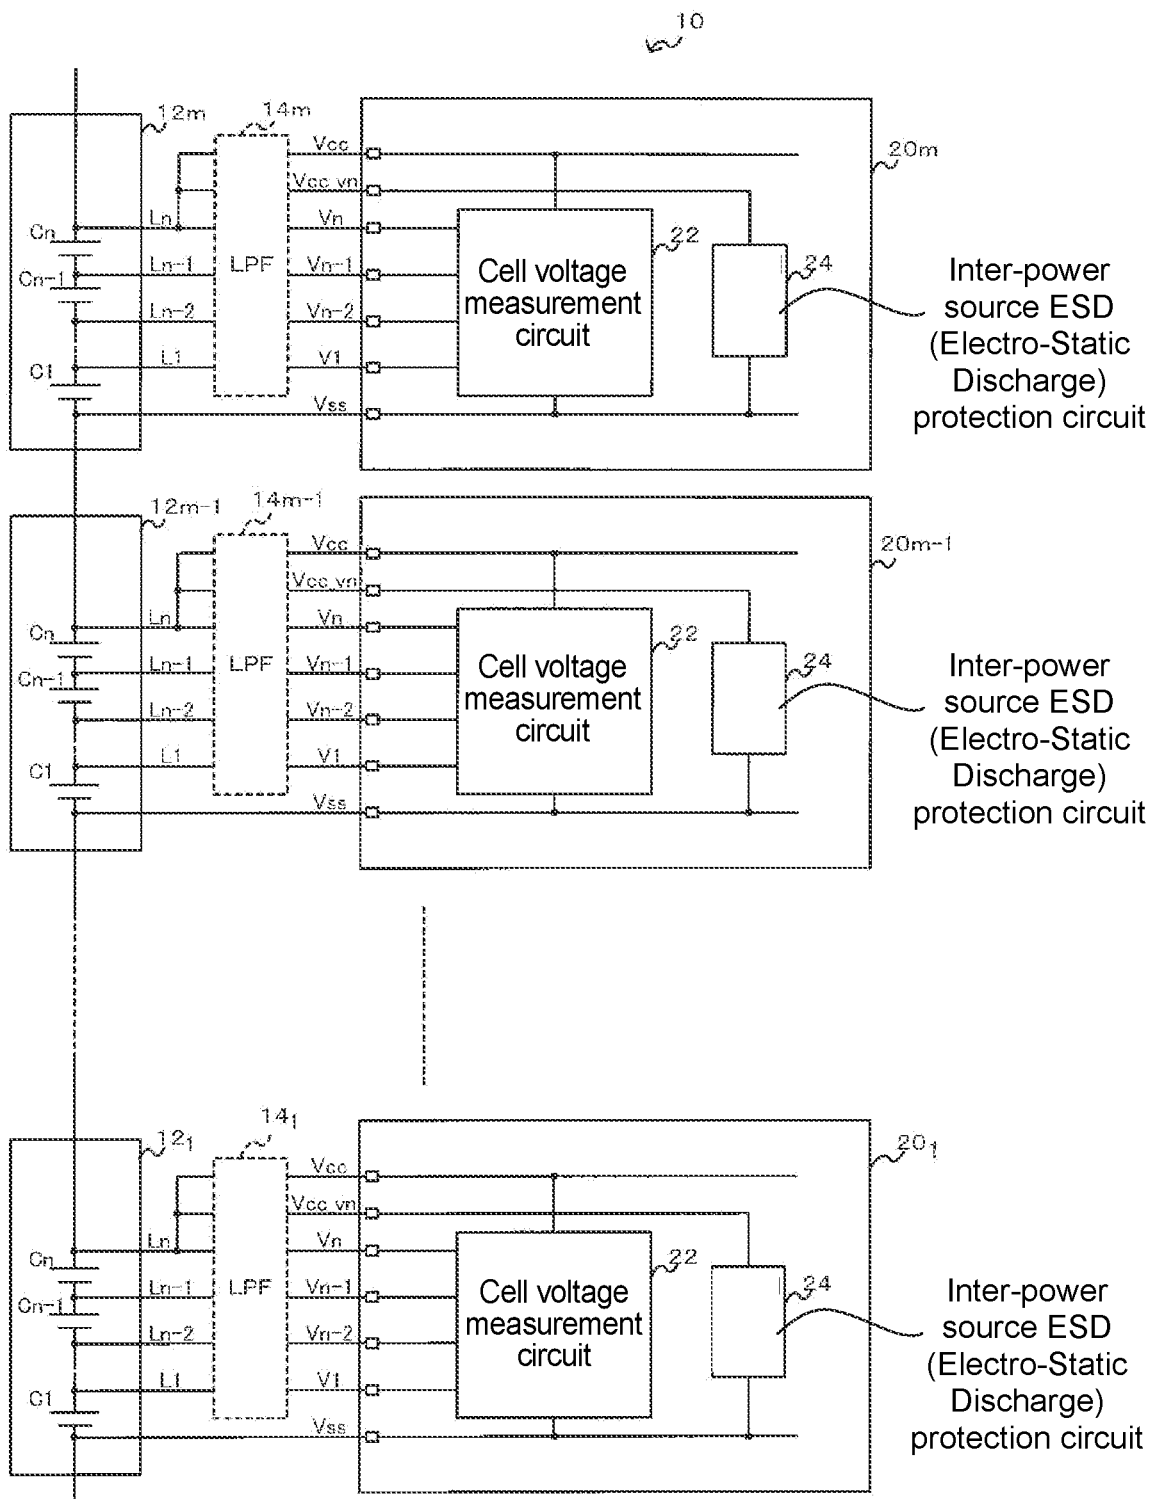 10
12m
14m
20m
Vcc
Vcc_vn
Ln
Vn
Cn
LPF
22
24
Cell voltage
measurement
circuit
Inter-power
source ESD
(Electro-Static
Discharge)
protection circuit
Cn-1
Ln-1
Vn-1
Ln-2
Vn-2
C1
L1
V1
Vss
12m-1
14m-1
20m-1
Vcc
Vcc_vn
Ln
Vn
Cn
LPF
22
24
Cell voltage
measurement
circuit
Inter-power
source ESD
(Electro-Static
Discharge)
protection circuit
Cn-1
Ln-1
Vn-1
Ln-2
Vn-2
C1
L1
V1
Vss
12₁
14₁
20₁
Vcc
Vcc_vn
Ln
Vn
Cn
LPF
22
24
Cell voltage
measurement
circuit
Inter-power
source ESD
(Electro-Static
Discharge)
protection circuit
Cn-1
Ln-1
Vn-1
Ln-2
Vn-2
C1
L1
V1
Vss